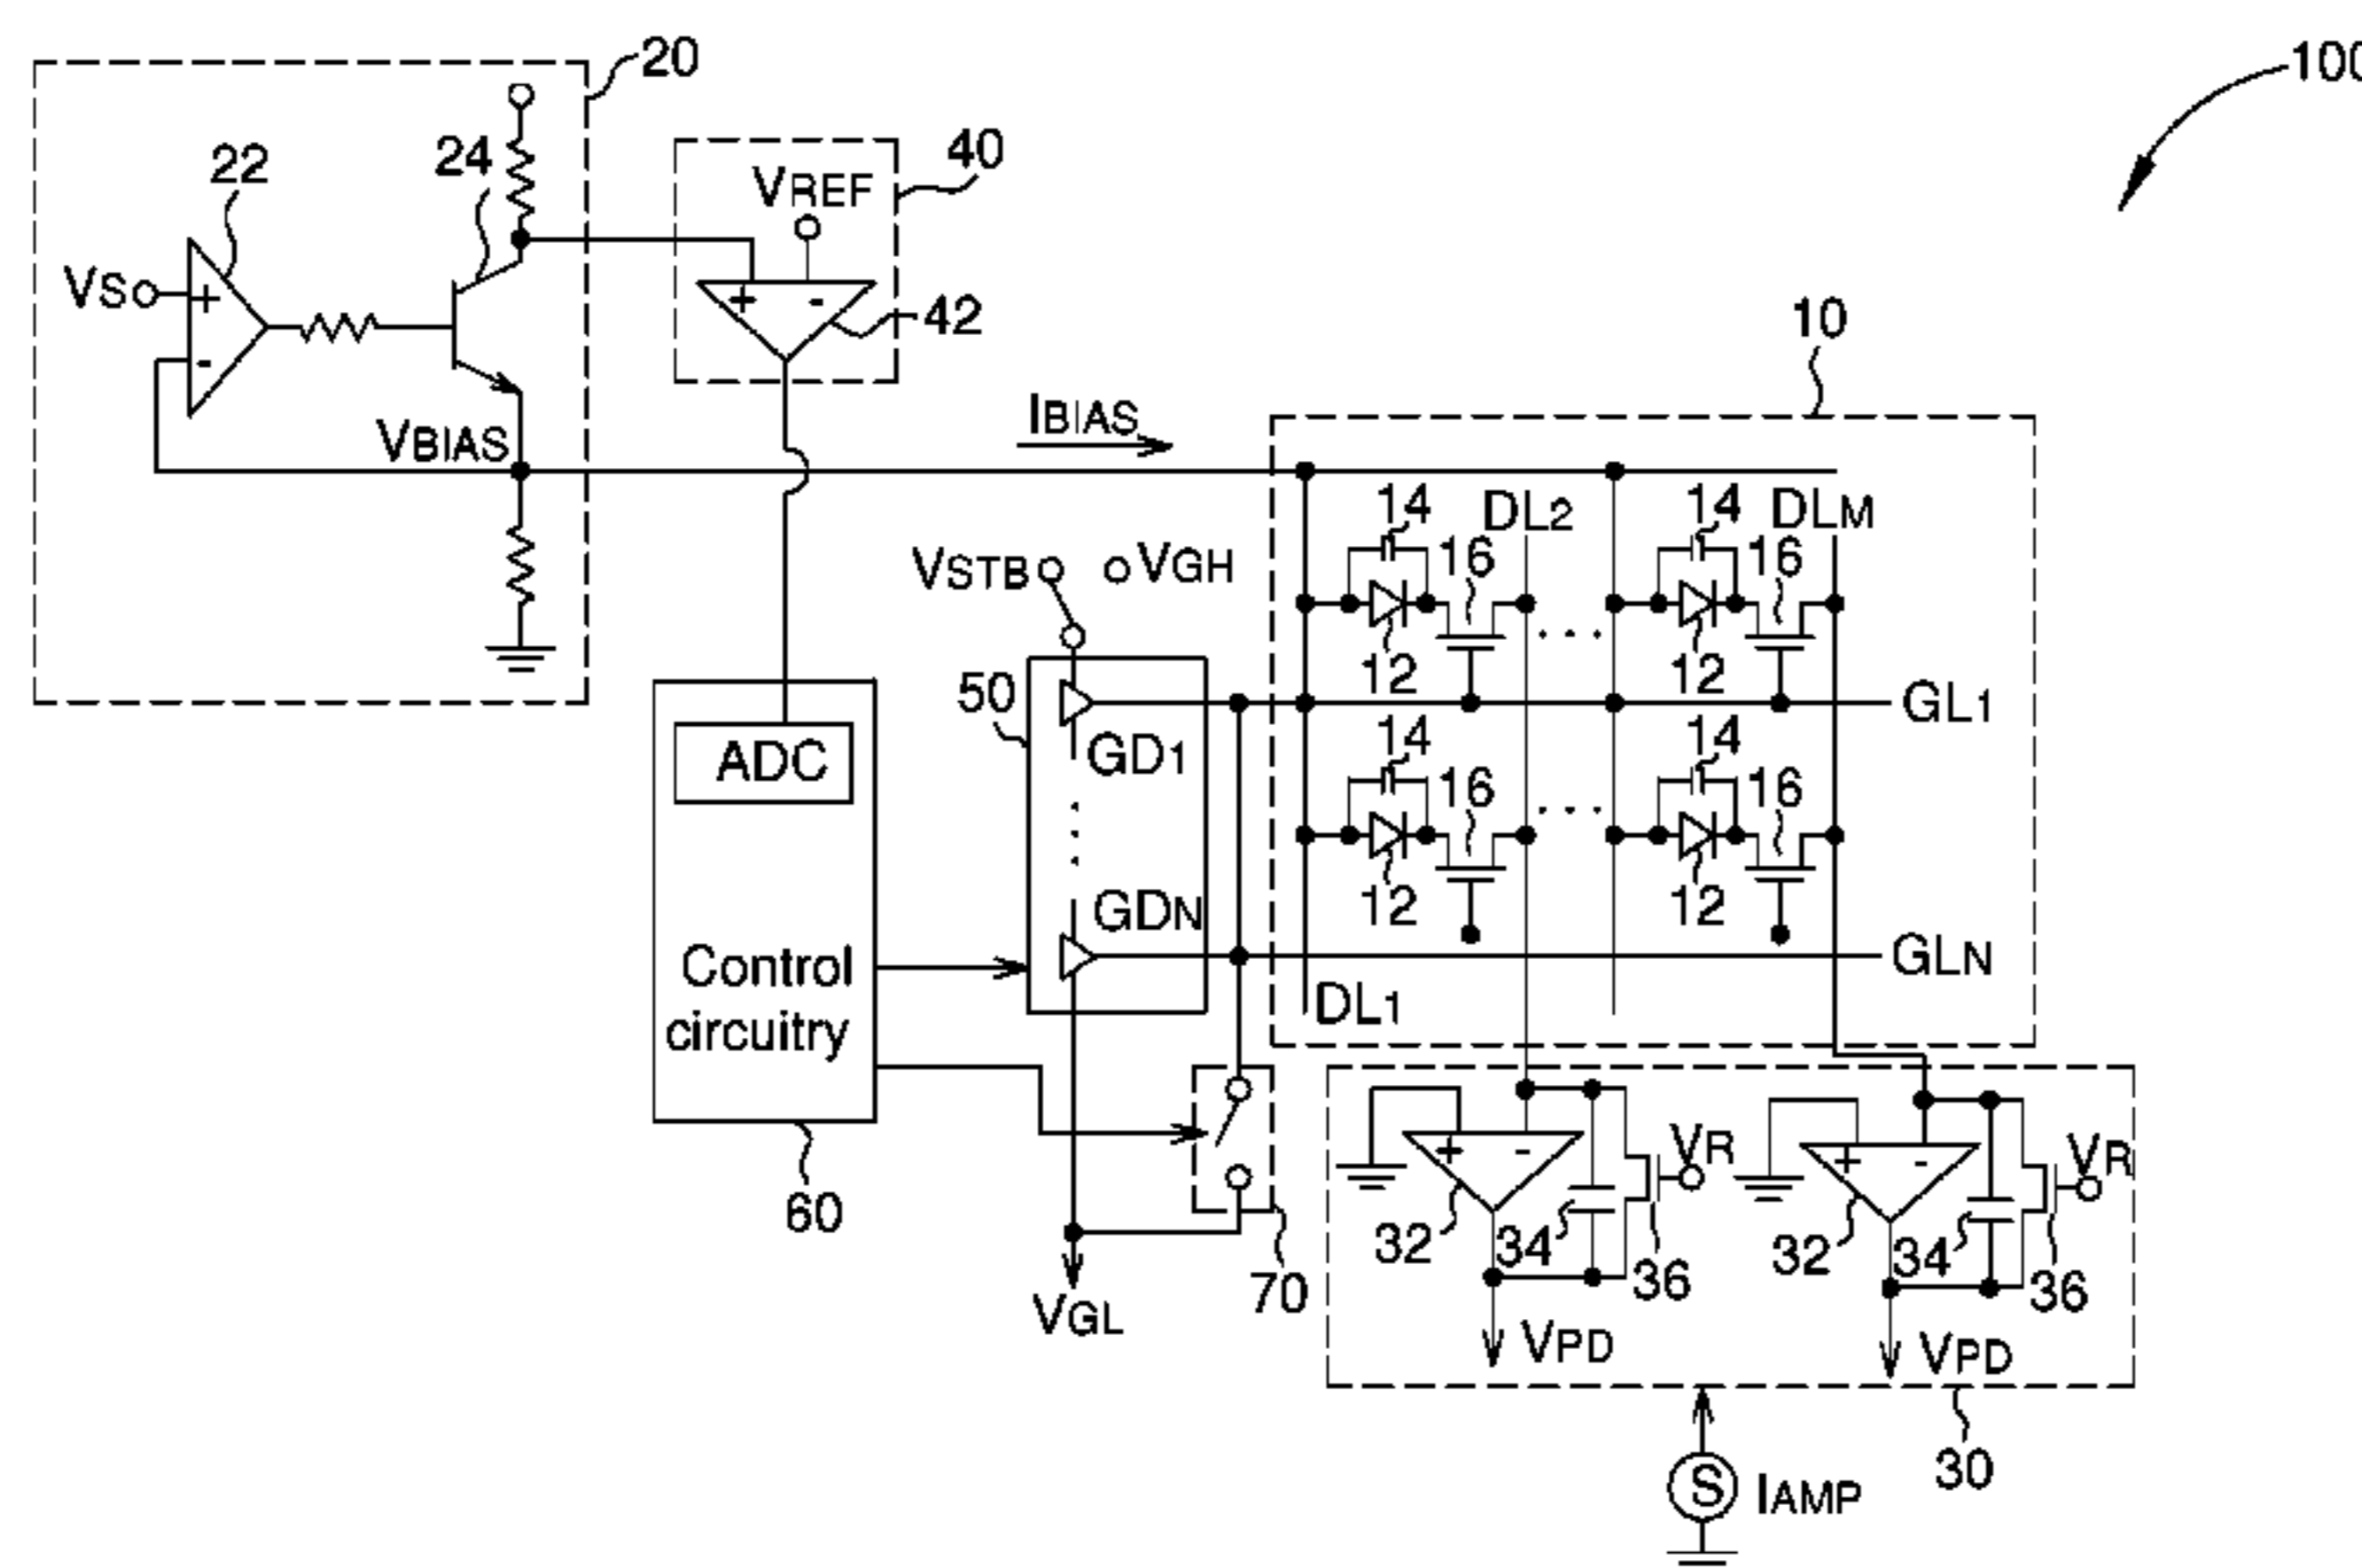 20
100
22
24
40
VREF
VS
+
-
+ -
42
10
IBIAS
VBIAS
14 DL2 14 DLM
VSTB VGH
16 16
12 12
50
GL1
ADC
GD1
14 14
16 16
. . .
GDN
12 12
Control
circuitry
GLN
DL1
60
+ - VR
+ - VR
32 34 36
32 34 36
70
VGL
VPD
VPD
30
S IAMP